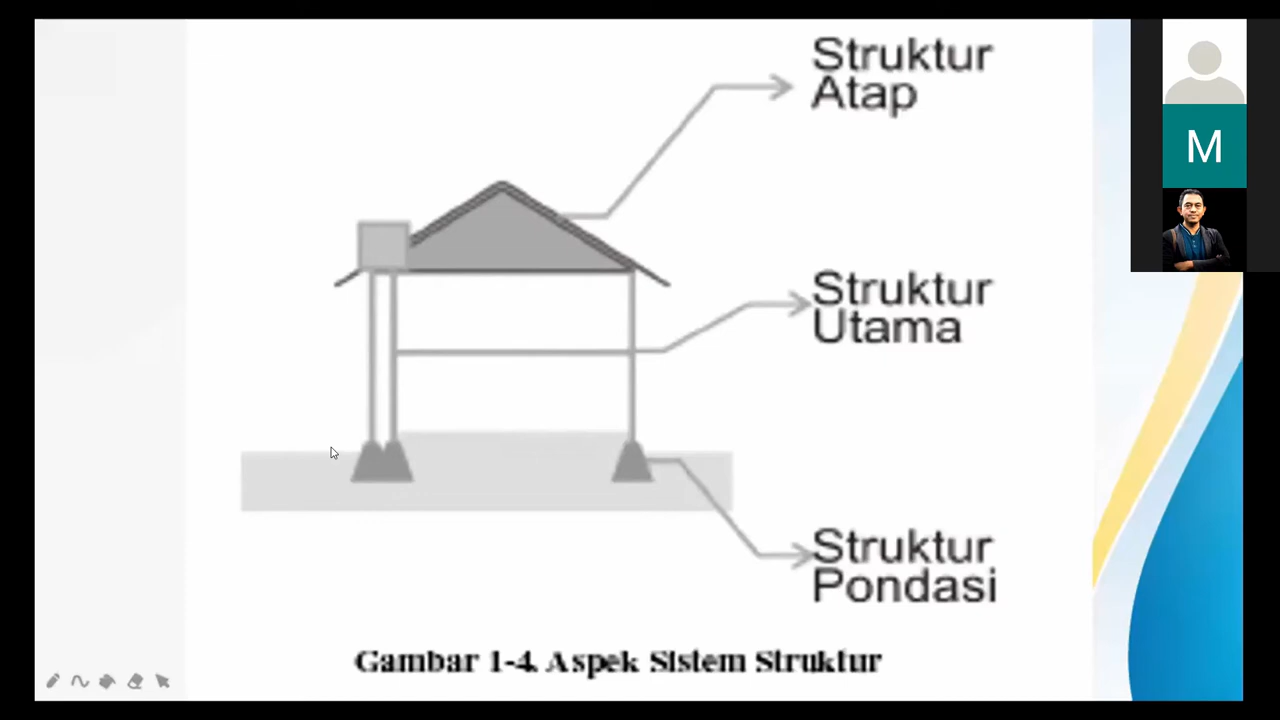 Struktur
Atap
M
Struktur
Utama
Struktur
Pondasi
Gambar 1-4. Aspek Sistem Struktur